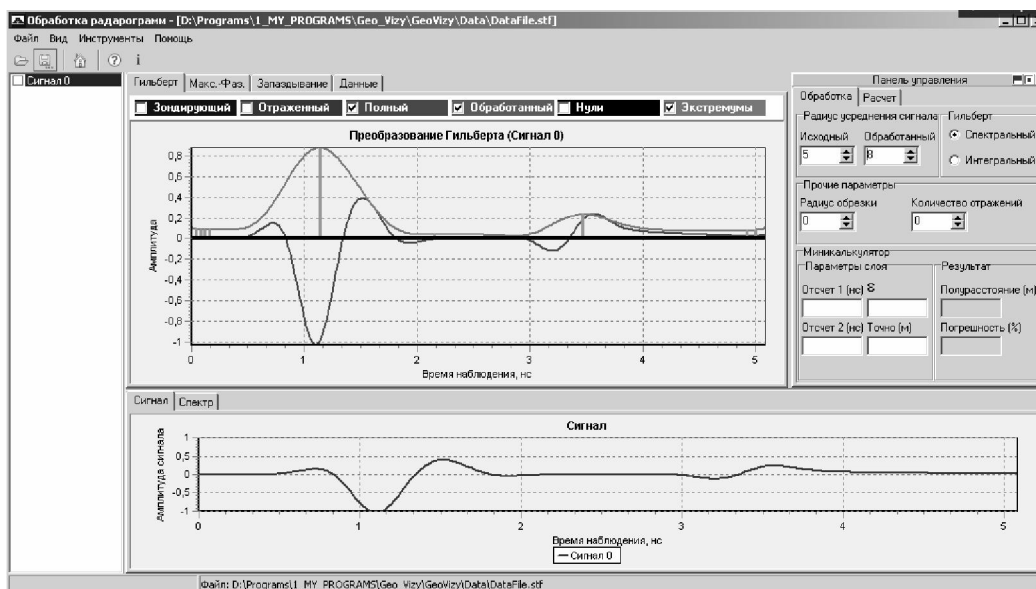 Обработка радарограмм - [D:\Programs\1_MY_PROGRAMS\Geo_Vizy\GeoVizy\Data\DataFile.stf]
Файл Вид Инструменты Помощь
Сигнал 0
Гильберт Макс.-Фаз. Запаздывание Данные
Зондирующий Отраженный Полный Обработанный Нули Экстремумы
Преобразование Гильберта (Сигнал 0)
Амплитуда
0,8
0,6
0,4
0,2
0
-0,2
-0,4
-0,6
-0,8
-1
0 1 2 3 4 5
Время наблюдения, нс
Панель управления
Обработка Расчет
Радиус усреднения сигнала
Исходный Обработанный
5 8
Гильберт
Спектральный
Интегральный
Прочие параметры
Радиус обрезки Количество отражений
0 0
Миникалькулятор
Параметры слоя Результат
Отсчет 1 (нс) Полурасстояние (м)
Отсчет 2 (нс) Точно (м) Погрешность (%)
Сигнал Спектр
Сигнал
Амплитуда сигнала
1
0,5
0
-0,5
-1
0 1 2 3 4 5
Время наблюдения, нс
Сигнал 0
Файл: D:\Programs\1_MY_PROGRAMS\Geo_Vizy\GeoVizy\Data\DataFile.stf